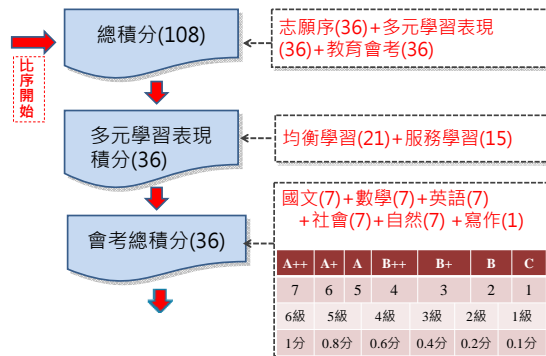 總積分(108)
志願序(36)+多元學習表現
(36)+教育會考(36)
比序開始
多元學習表現
積分(36)
均衡學習(21)+服務學習(15)
會考總積分(36)
國文(7)+數學(7)+英語(7)
+社會(7)+自然(7) +寫作(1)
A++ A+ A B++ B+ B C
7 6 5 4 3 2 1
6級 5級 4級 3級 2級 1級
1分 0.8分 0.6分 0.4分 0.2分 0.1分